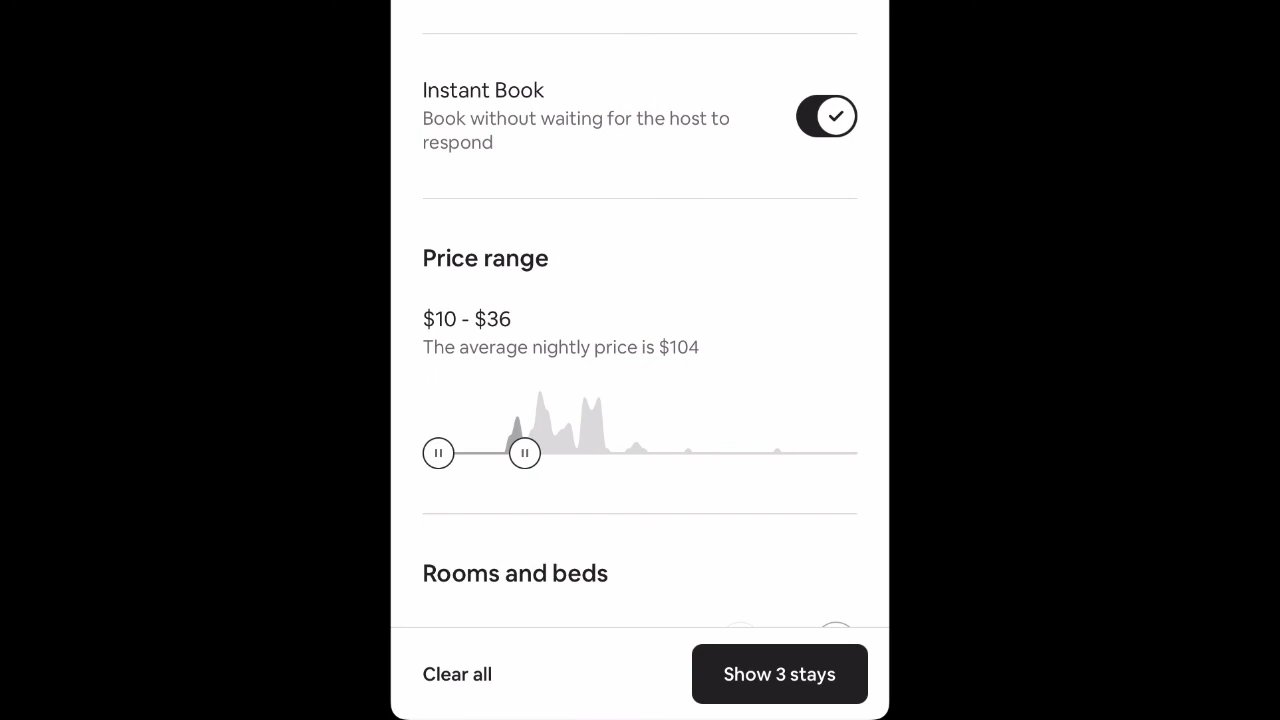 Instant Book
Book without waiting for the host to
respond
Price range
$10 - $36
The average nightly price is $104
Rooms and beds
Clear all
Show 3 stays